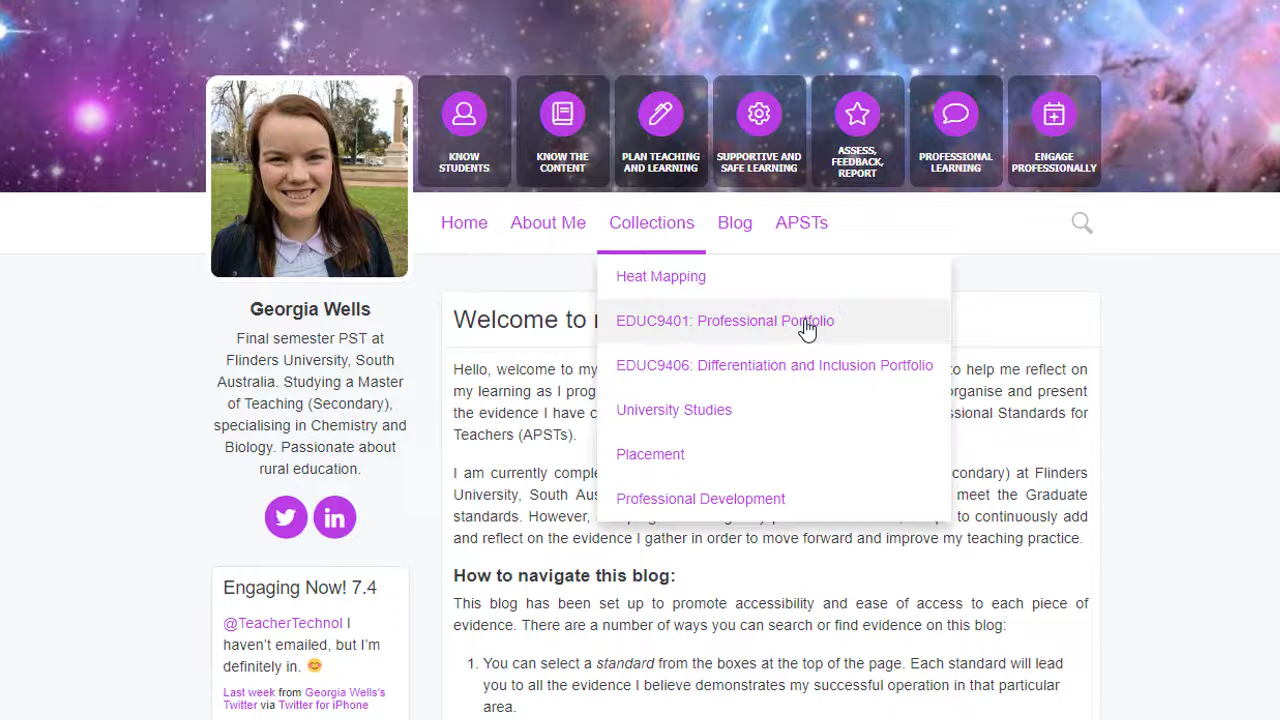 KNOW
STUDENTS
KNOW THE
CONTENT
PLAN TEACHING
AND LEARNING
SUPPORTIVE AND
SAFE LEARNING
ASSESS,
FEEDBACK,
REPORT
PROFESSIONAL
LEARNING
ENGAGE
PROFESSIONALLY
Home About Me Collections Blog APSTs
Heat Mapping
EDUC9401: Professional Portfolio
EDUC9406: Differentiation and Inclusion Portfolio
University Studies
Placement
Professional Development
Georgia Wells
Final semester PST at
Flinders University, South
Australia. Studying a Master
of Teaching (Secondary),
specialising in Chemistry and
Biology. Passionate about
rural education.
in
Engaging Now! 7.4
@TeacherTechnol I
haven't emailed, but I'm
definitely in.
Last week from Georgia Wells's
Twitter via Twitter for iPhone
Welcome to
Hello, welcome to my to help me reflect on
my learning as I organise and present
the evidence I have Standards for
Teachers (APSTs).
I am currently at Flinders
University, South meet the Graduate
standards. However, to continuously add
and reflect on the evidence I gather in order to move forward and improve my teaching practice.
How to navigate this blog:
This blog has been set up to promote accessibility and ease of access to each piece of
evidence. There are a number of ways you can search or find evidence on this blog:
1. You can select a standard from the boxes at the top of the page. Each standard will lead
you to all the evidence I believe demonstrates my successful operation in that particular
area.